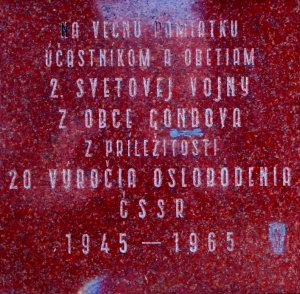 NA VEČNÚ PAMIATKU
ÚČASTNÍKOM A OBETIAM
2. SVETOVEJ VOJNY
Z OBCE GONDOVA
Z PRÍLEŽITOSTI
20 VÝROČIA OSLOBODENIA
ČSSR
1945 — 1965